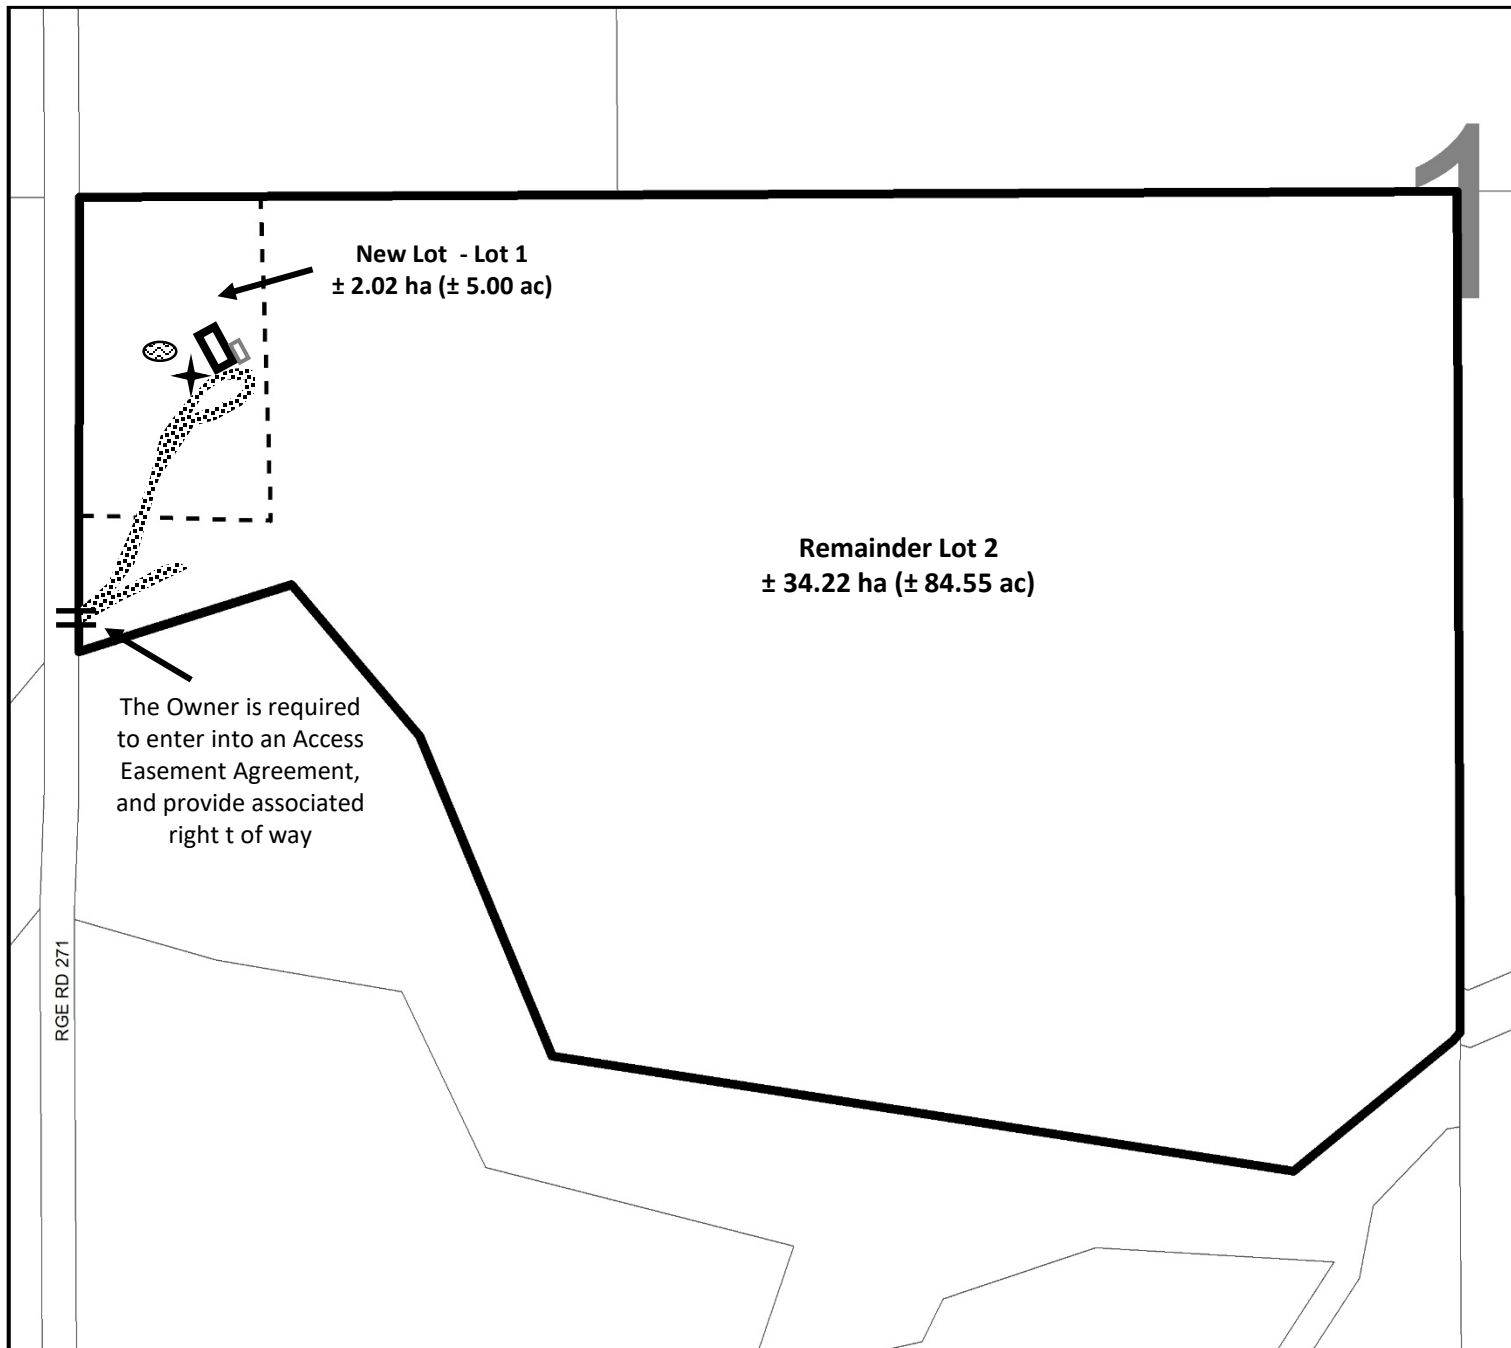 1
New Lot - Lot 1
± 2.02 ha (± 5.00 ac)
Remainder Lot 2
± 34.22 ha (± 84.55 ac)
The Owner is required
to enter into an Access
Easement Agreement,
and provide associated
right t of way
RGE RD 271